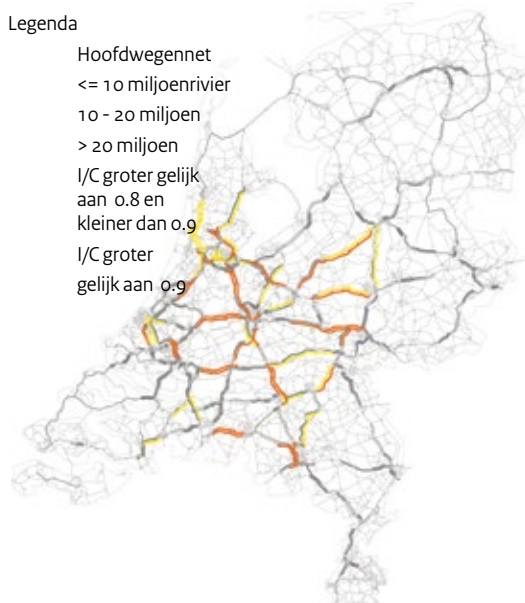 Legenda
Hoofdwegennet
<= 10 miljoenrivier
10 - 20 miljoen
> 20 miljoen
I/C groter gelijk
aan 0.8 en
kleiner dan 0.9
I/C groter
gelijk aan 0.9